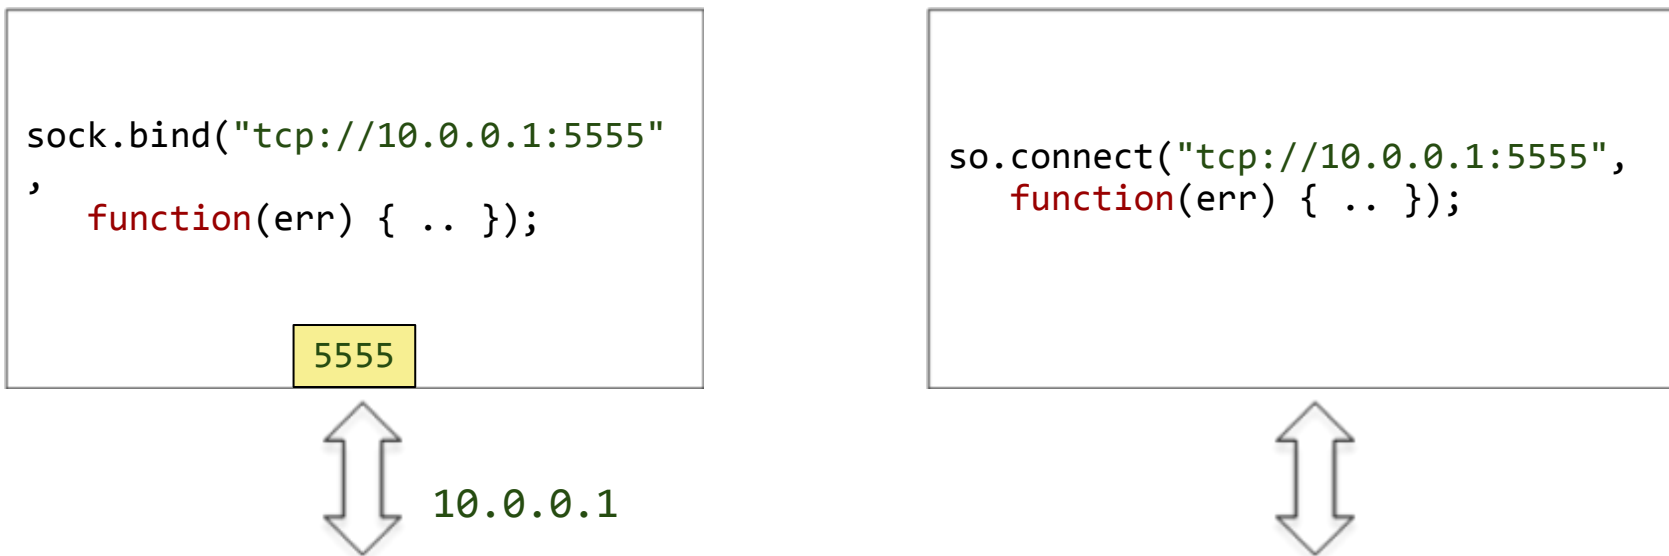 sock.bind("tcp://10.0.0.1:5555"
,
function(err) { .. });
5555
10.0.0.1
so.connect("tcp://10.0.0.1:5555",
function(err) { .. });